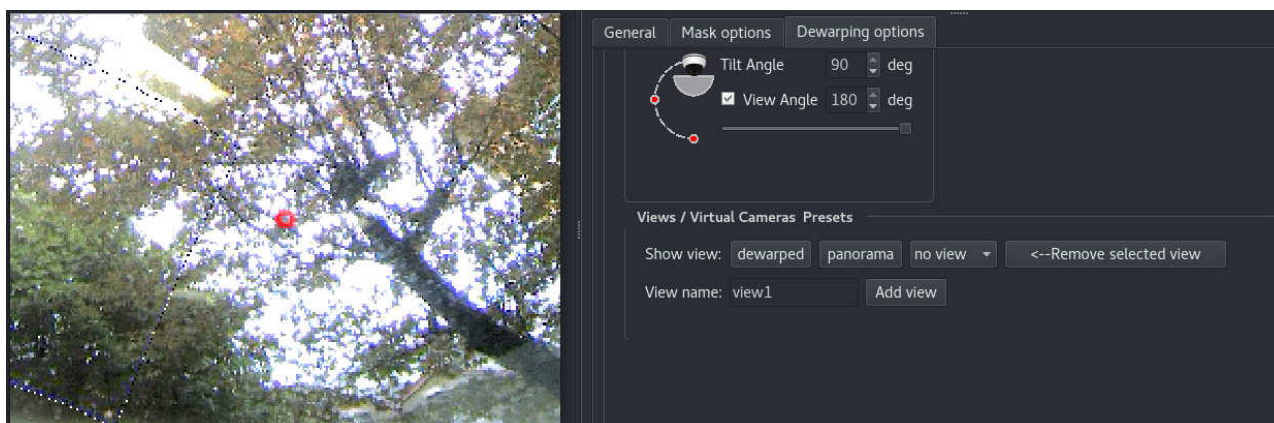 General Mask options Dewarping options
Tilt Angle 90 deg
View Angle 180 deg
Views / Virtual Cameras Presets
Show view: dewarped panorama no view <--Remove selected view
View name: view1 Add view